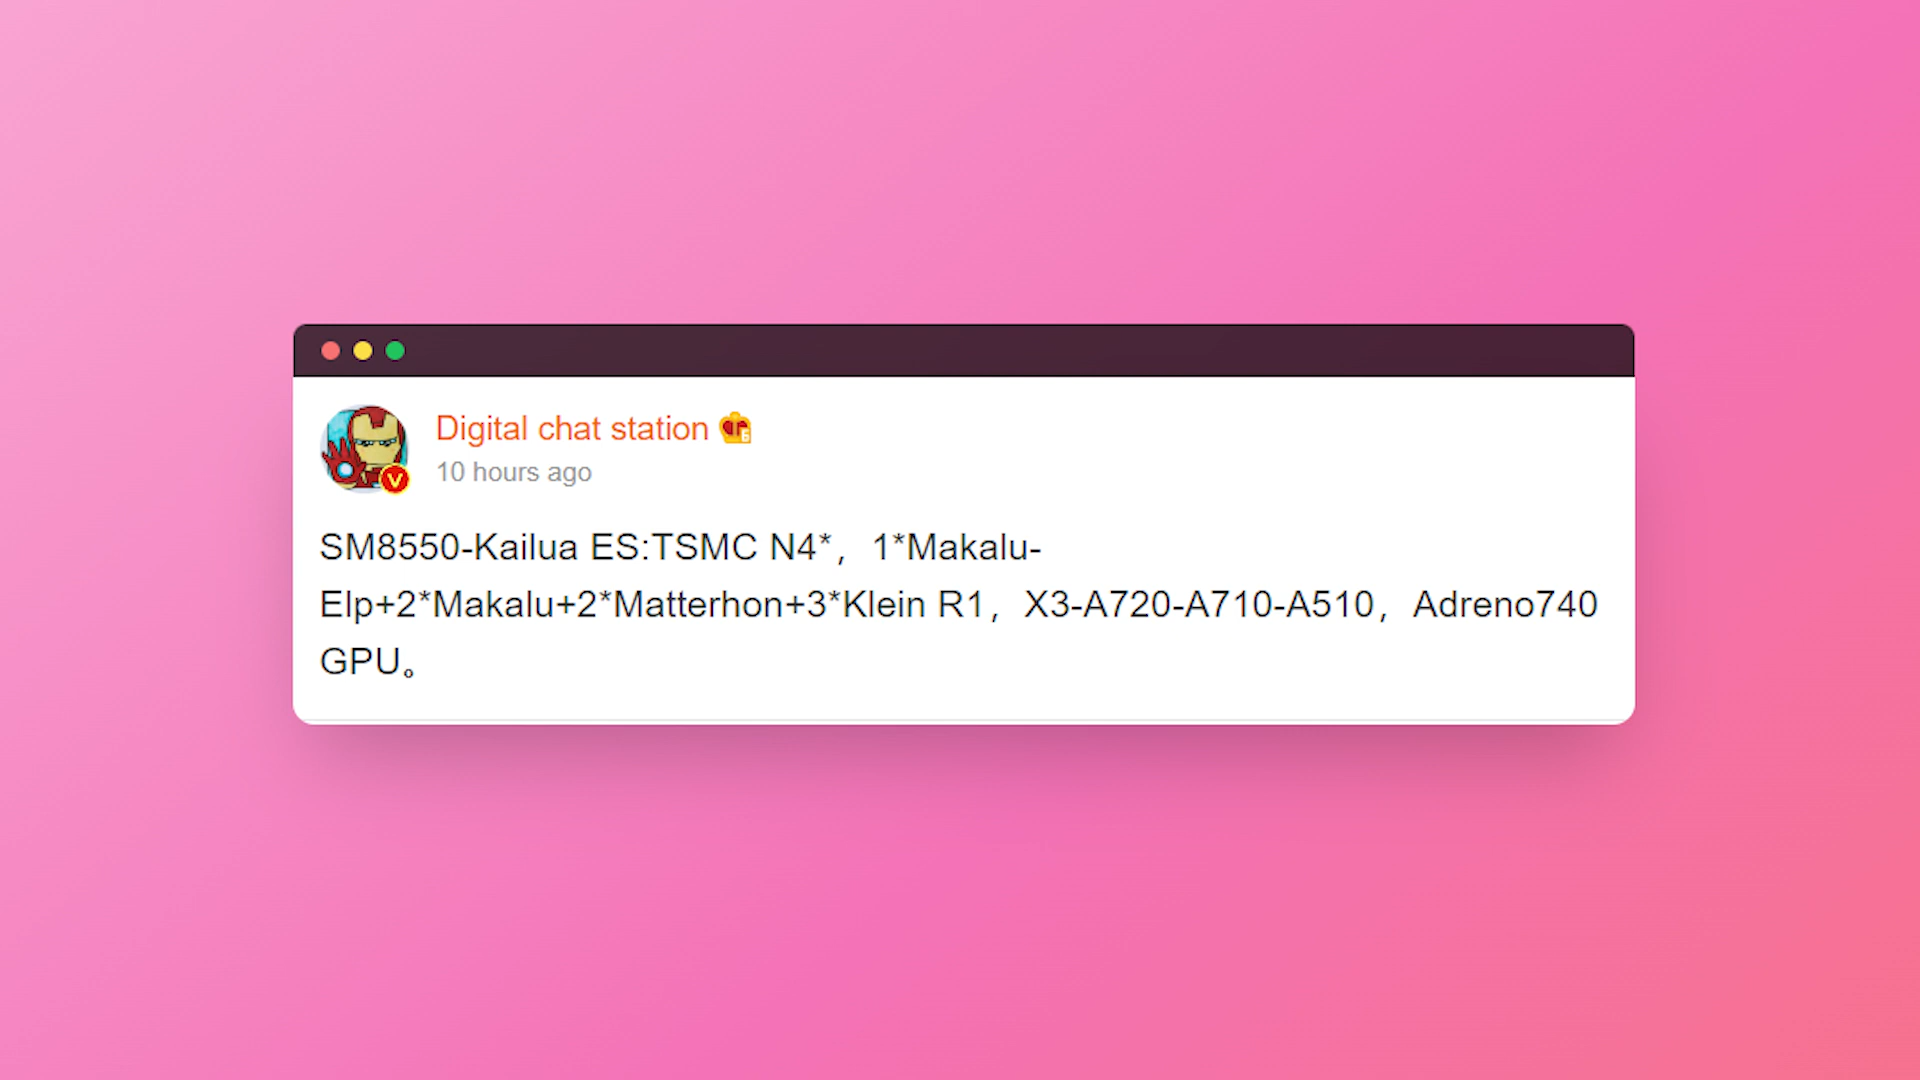 Digital chat station
10 hours ago
SM8550-Kailua ES:TSMC N4*，1*Makalu-
Elp+2*Makalu+2*Matterhon+3*Klein R1，X3-A720-A710-A510，Adreno740
GPU。